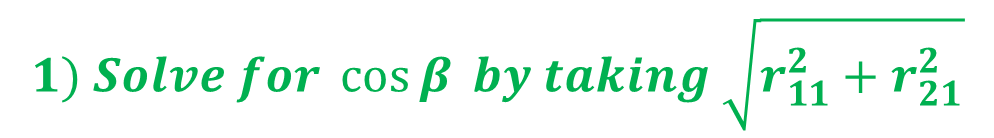 1) Solve for cos β by taking √(r₁₁² + r₂₁²)